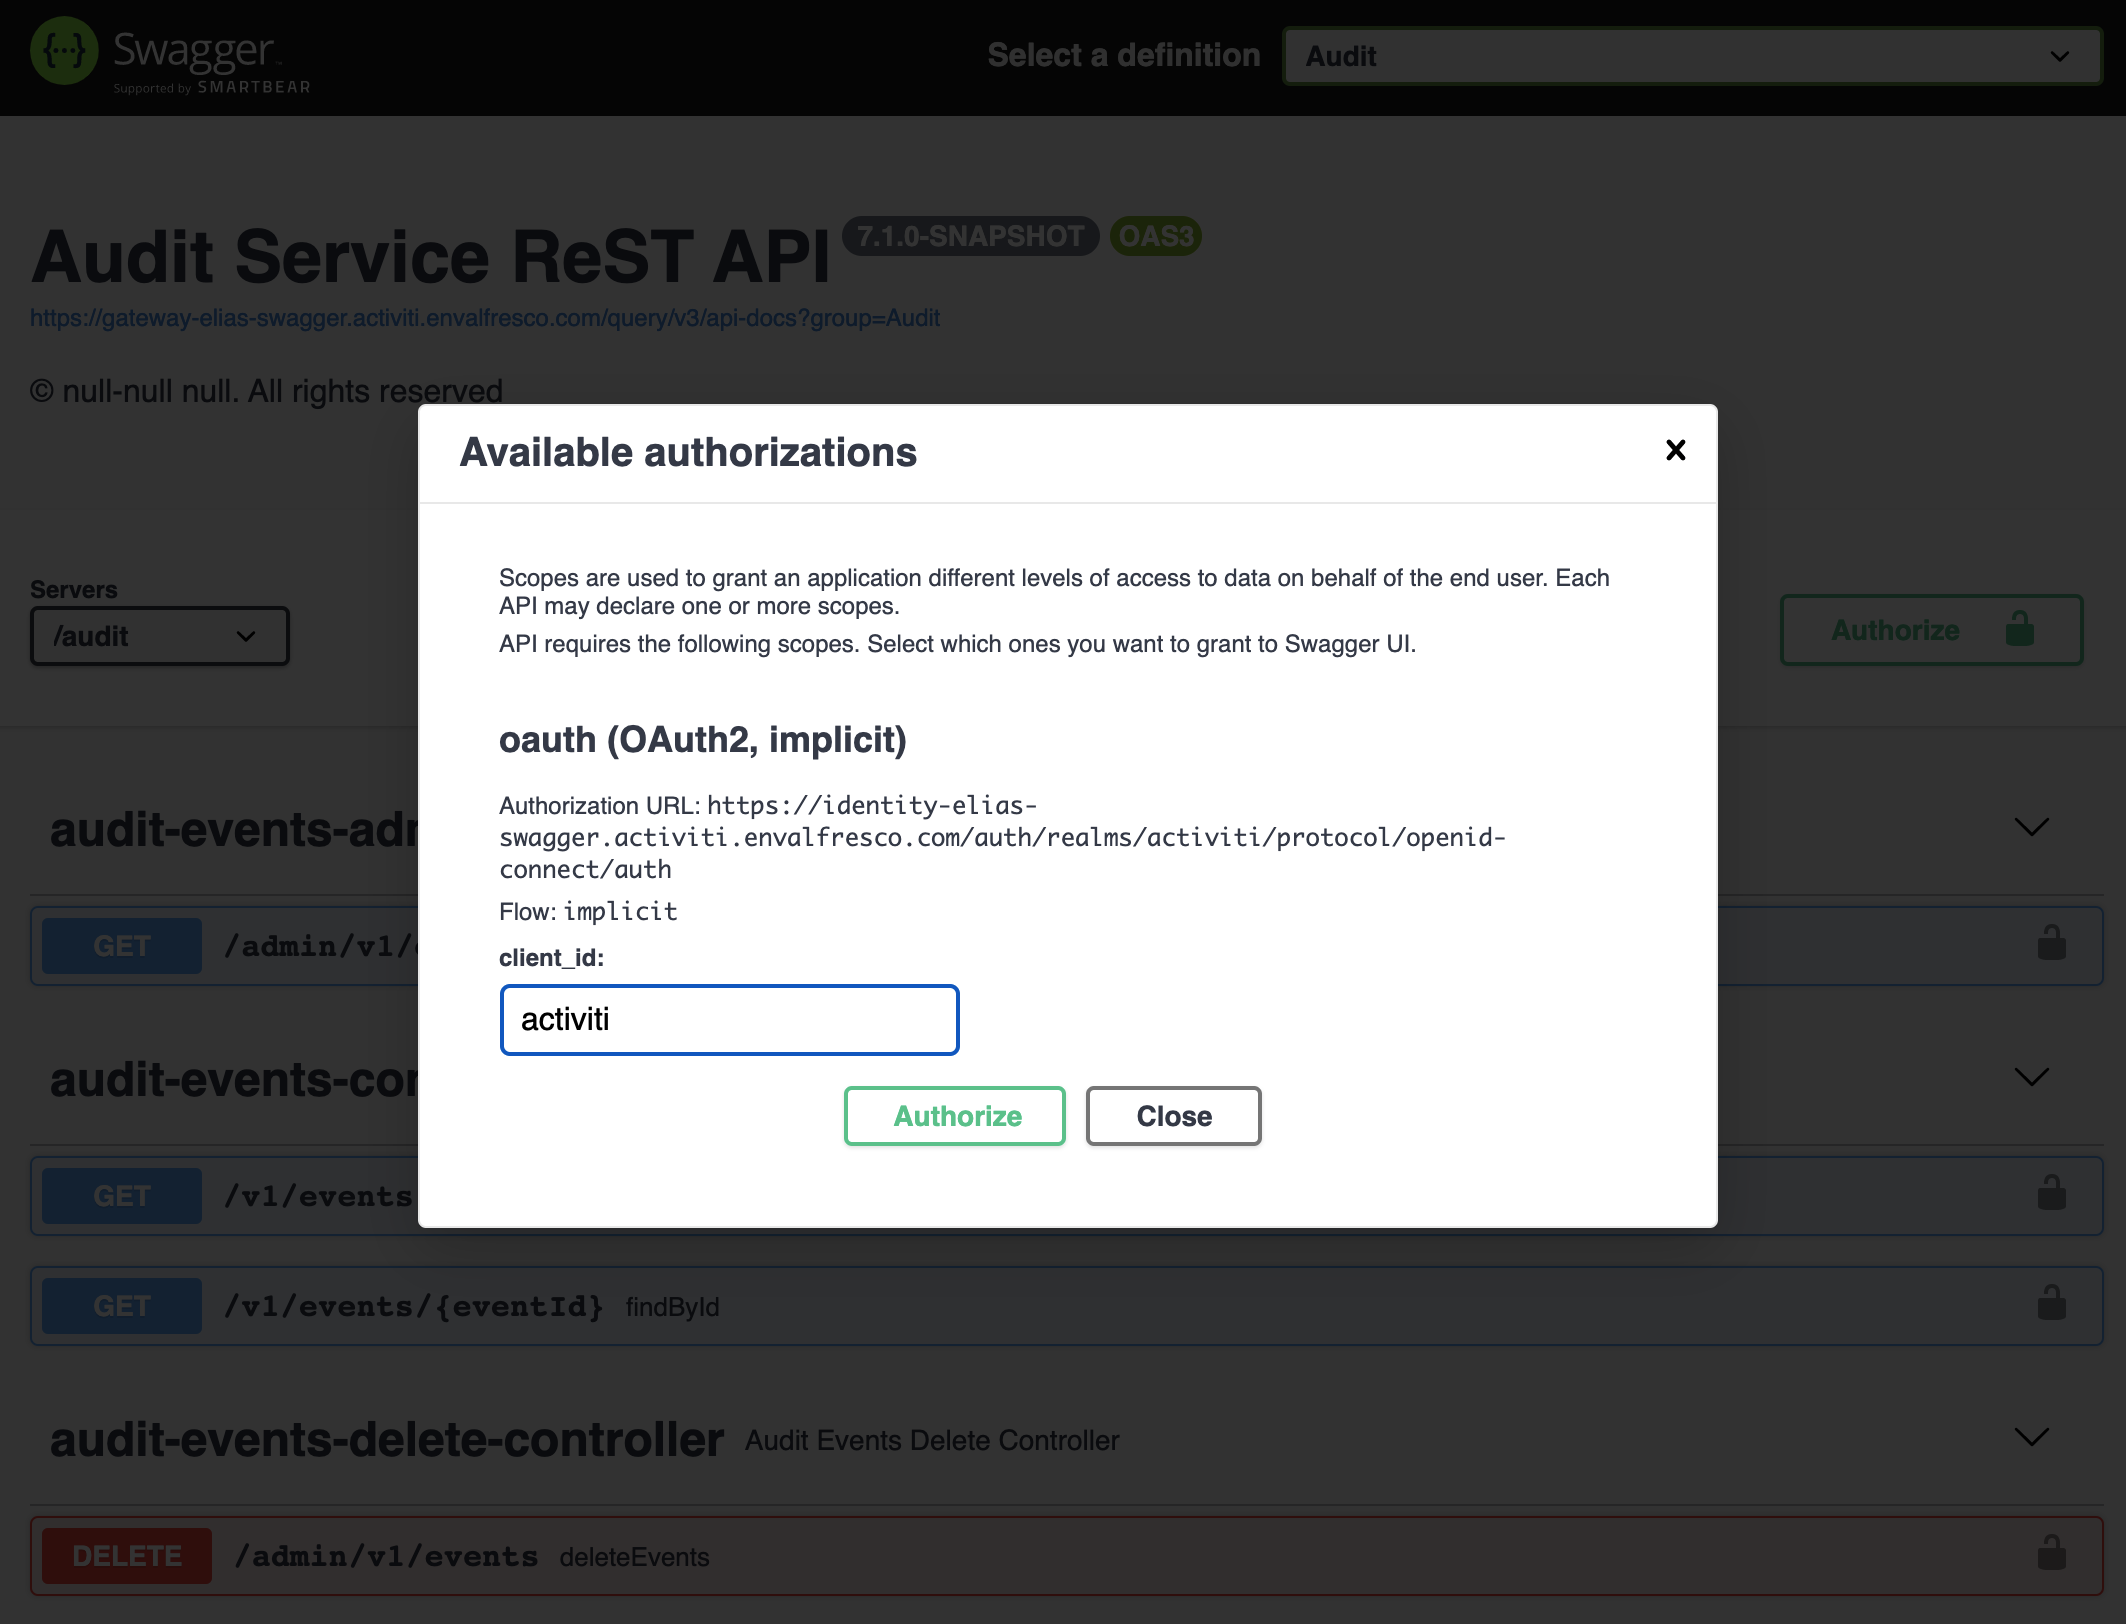 {···} Swagger™
Supported by SMARTBEAR
Select a definition
Audit
Audit Service ReST API 7.1.0-SNAPSHOT OAS3
https://gateway-elias-swagger.activiti.envalfresco.com/query/v3/api-docs?group=Audit
© null-null null. All rights reserved
Available authorizations
Scopes are used to grant an application different levels of access to data on behalf of the end user. Each
API may declare one or more scopes.
API requires the following scopes. Select which ones you want to grant to Swagger UI.
oauth (OAuth2, implicit)
Authorization URL: https://identity-elias-
swagger.activiti.envalfresco.com/auth/realms/activiti/protocol/openid-
connect/auth
Flow: implicit
client_id:
activiti
Authorize
Close
Servers
/audit
Authorize
audit-events-adm
GET /admin/v1/
audit-events-con
GET /v1/events
GET /v1/events/{eventId} findById
audit-events-delete-controller Audit Events Delete Controller
DELETE /admin/v1/events deleteEvents